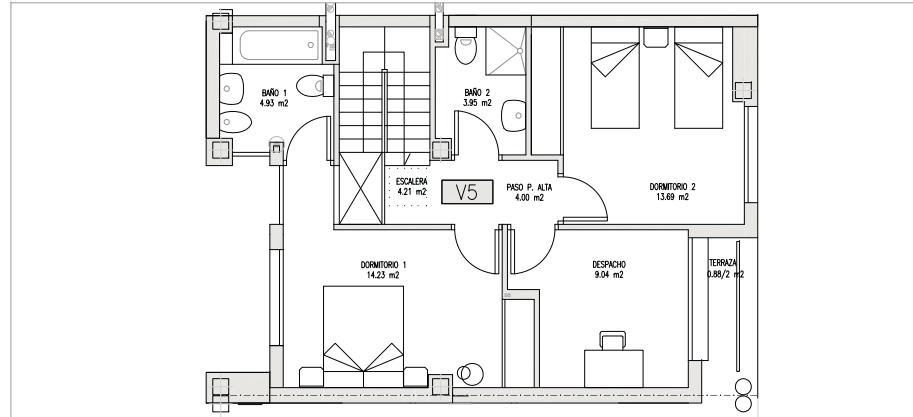 BAÑO 1
4.93 m2
BAÑO 2
3.95 m2
ESCALERA
4.21 m2
V5
PASO P. ALTA
4.00 m2
DORMITORIO 2
13.69 m2
DORMITORIO 1
14.23 m2
DESPACHO
9.04 m2
TERRAZA
0.88/2 m2